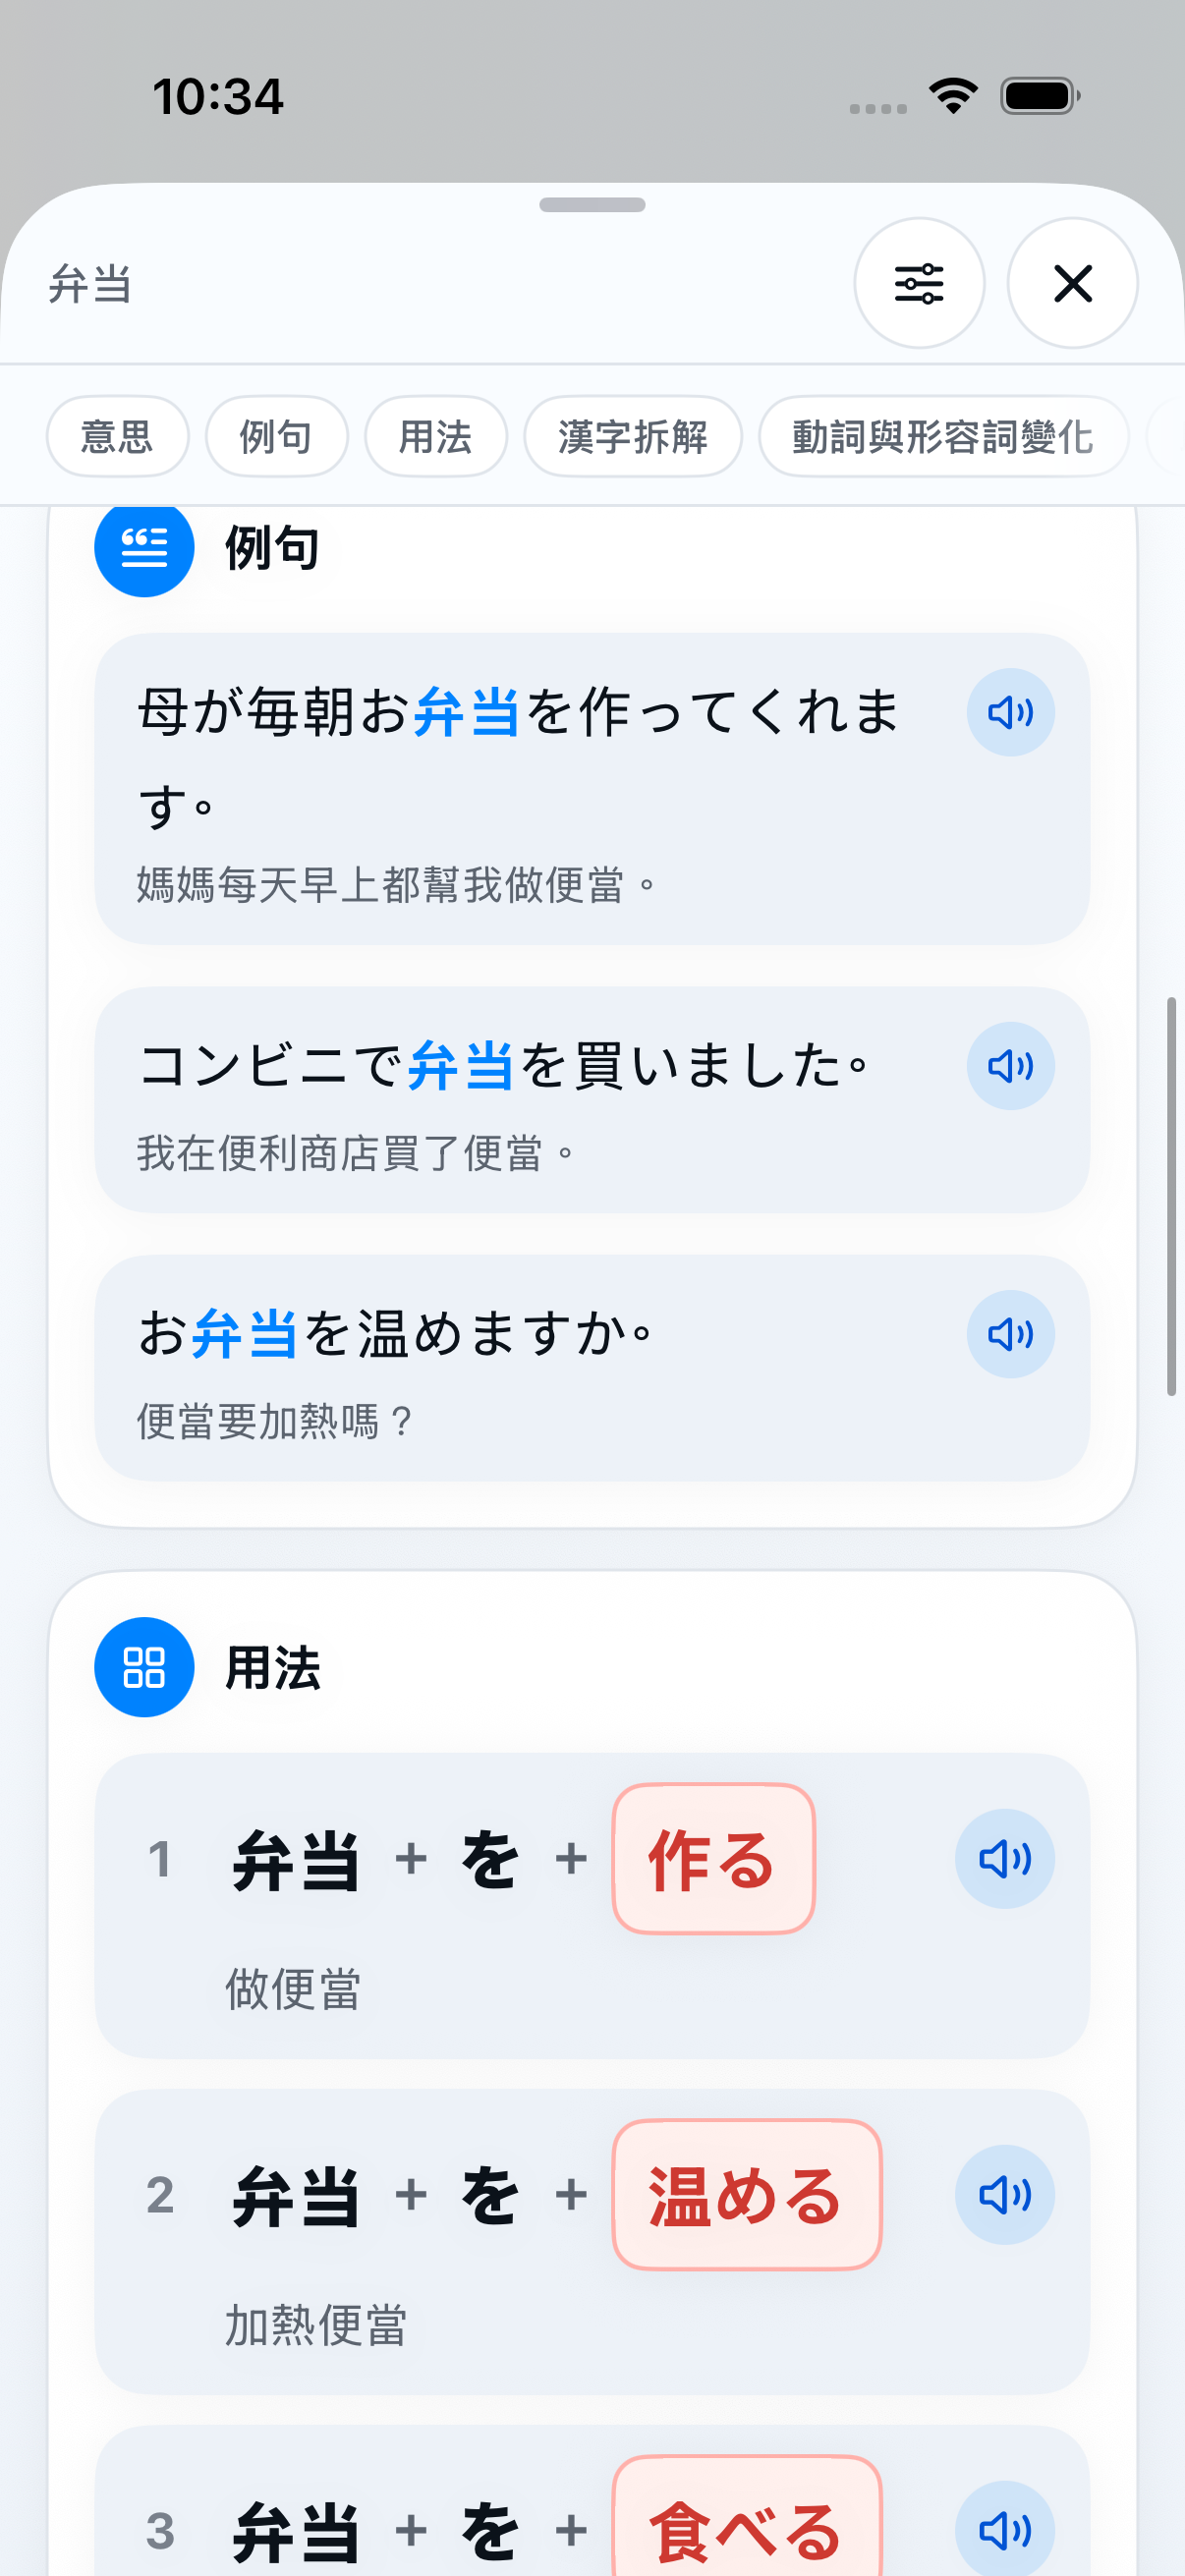 10:34
弁当
意思
例句
用法
漢字拆解
動詞與形容詞變化
例句
母が毎朝お弁当を作ってくれま
す。
媽媽每天早上都幫我做便當。
コンビニで弁当を買いました。
我在便利商店買了便當。
お弁当を温めますか。
便當要加熱嗎？
用法
1 弁当 + を + 作る
做便當
2 弁当 + を + 温める
加熱便當
3 弁当 + を + 食べる